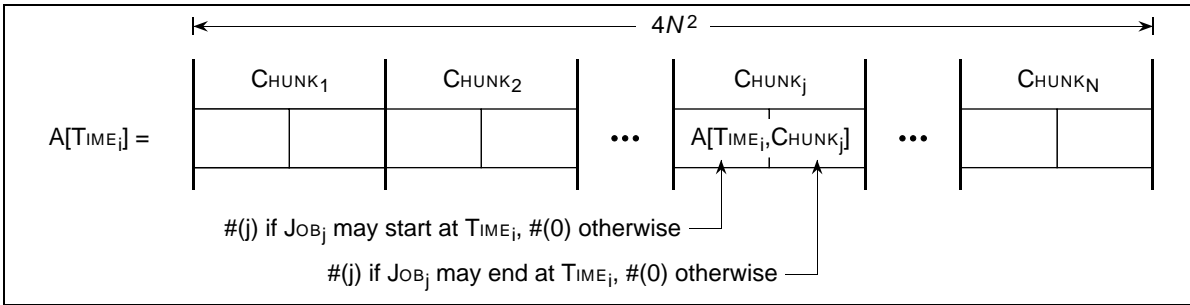 4N²
CHUNK₁ CHUNK₂ CHUNKⱼ CHUNK_N
A[TIMEᵢ] = ••• A[TIMEᵢ,CHUNKⱼ] •••
#(j) if JOBⱼ may start at TIMEᵢ, #(0) otherwise
#(j) if JOBⱼ may end at TIMEᵢ, #(0) otherwise